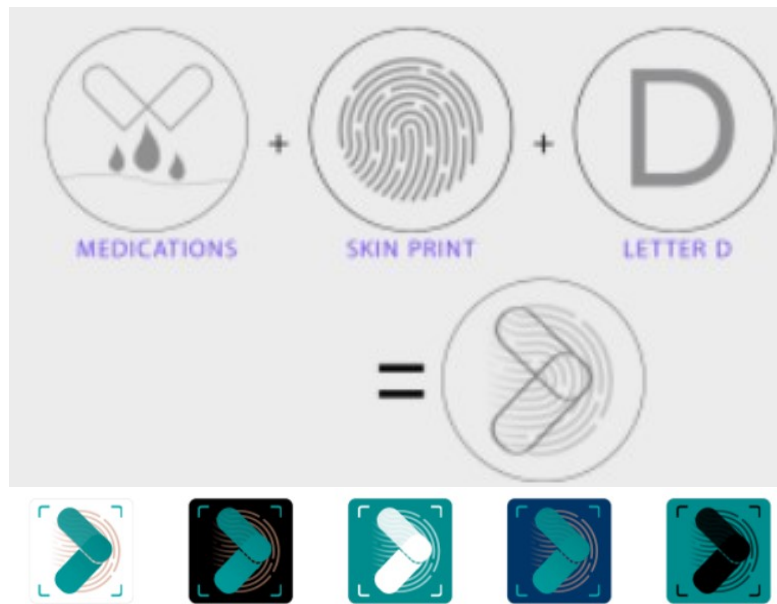 + +
D
MEDICATIONS SKIN PRINT LETTER D
=